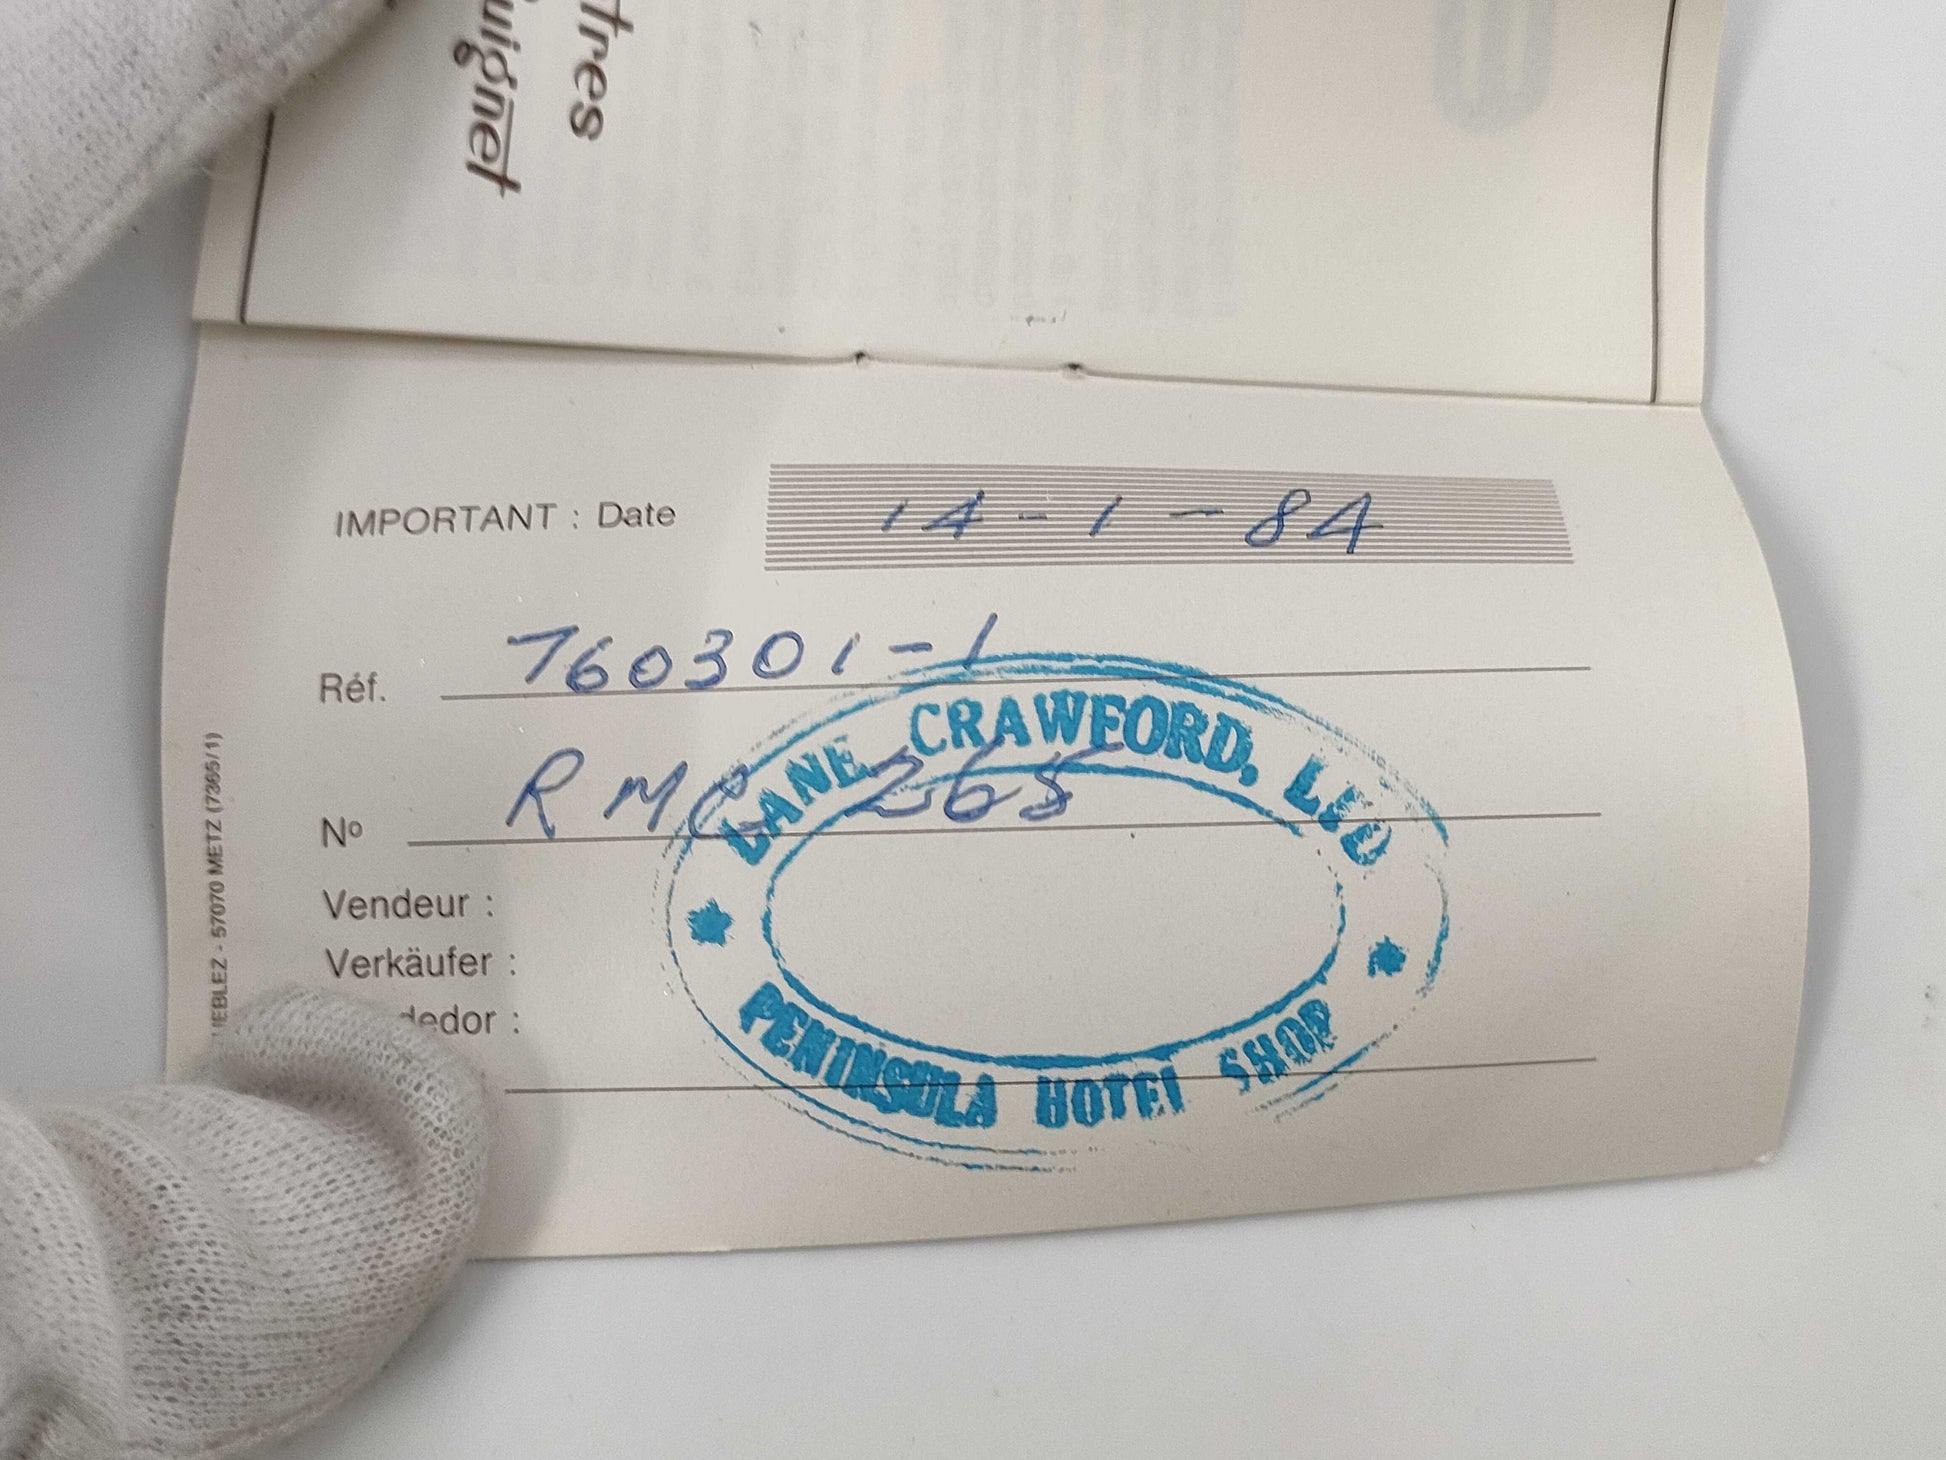 tres
IMPORTANT : Date 14-1-84
Réf. 760301-1
Nº RMC 265
Vendeur :
Verkäufer :
LANE, CRAWFORD, LTD
PENINSULA HOTEL SHOP
57070 METZ (7365/1)